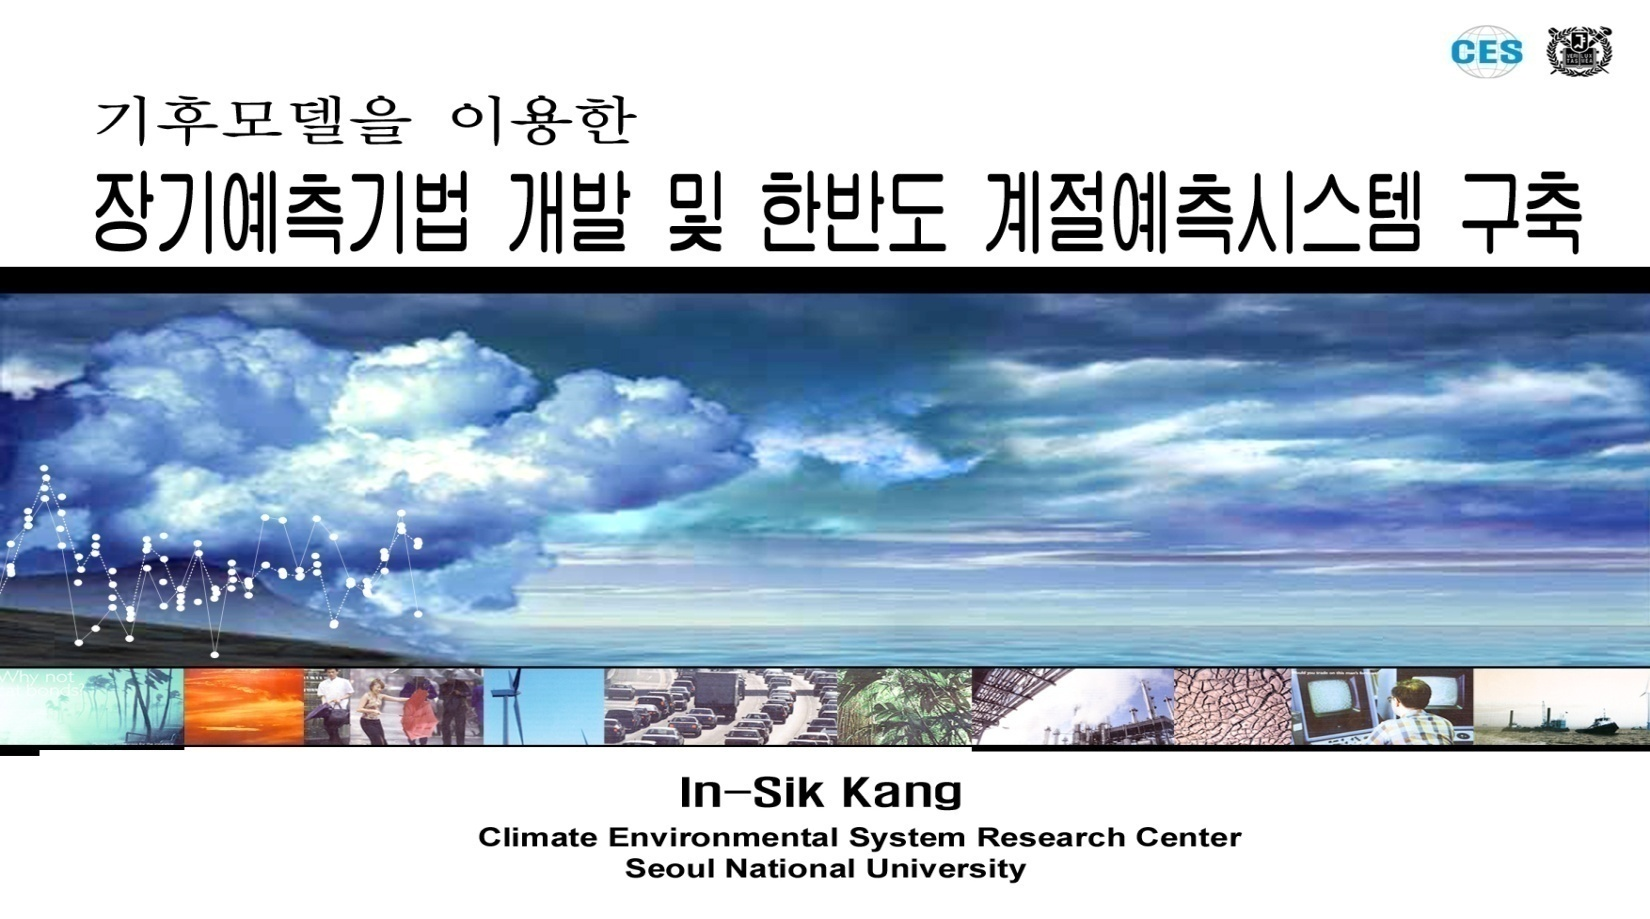 CES
기후모델을 이용한
장기예측기법 개발 및 한반도 계절예측시스템 구축
Why not
In-Sik Kang
Climate Environmental System Research Center
Seoul National University